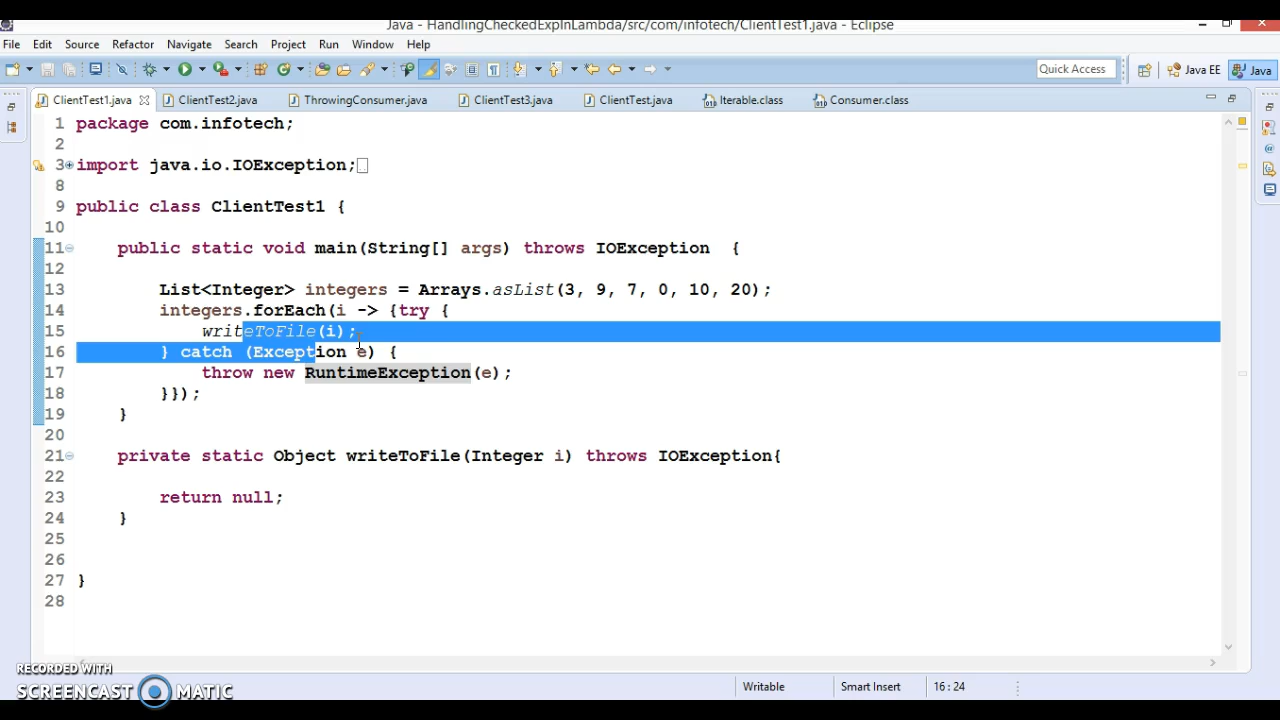 Java - HandlingCheckedExpInLambda/src/com/infotech/ClientTest1.java - Eclipse
File Edit Source Refactor Navigate Search Project Run Window Help
Quick Access Java EE Java
ClientTest1.java ClientTest2.java ThrowingConsumer.java ClientTest3.java ClientTest.java Iterable.class Consumer.class
1 package com.infotech;
2
3 import java.io.IOException;
8
9 public class ClientTest1 {
10
11 public static void main(String[] args) throws IOException {
12
13 List<Integer> integers = Arrays.asList(3, 9, 7, 0, 10, 20);
14 integers.forEach(i -> {try {
15 writeToFile(i);
16 } catch (Exception e) {
17 throw new RuntimeException(e);
18 }});
19 }
20
21 private static Object writeToFile(Integer i) throws IOException{
22
23 return null;
24 }
25
26
27 }
28
RECORDED WITH
SCREENCAST MATIC
Writable Smart Insert 16 : 24